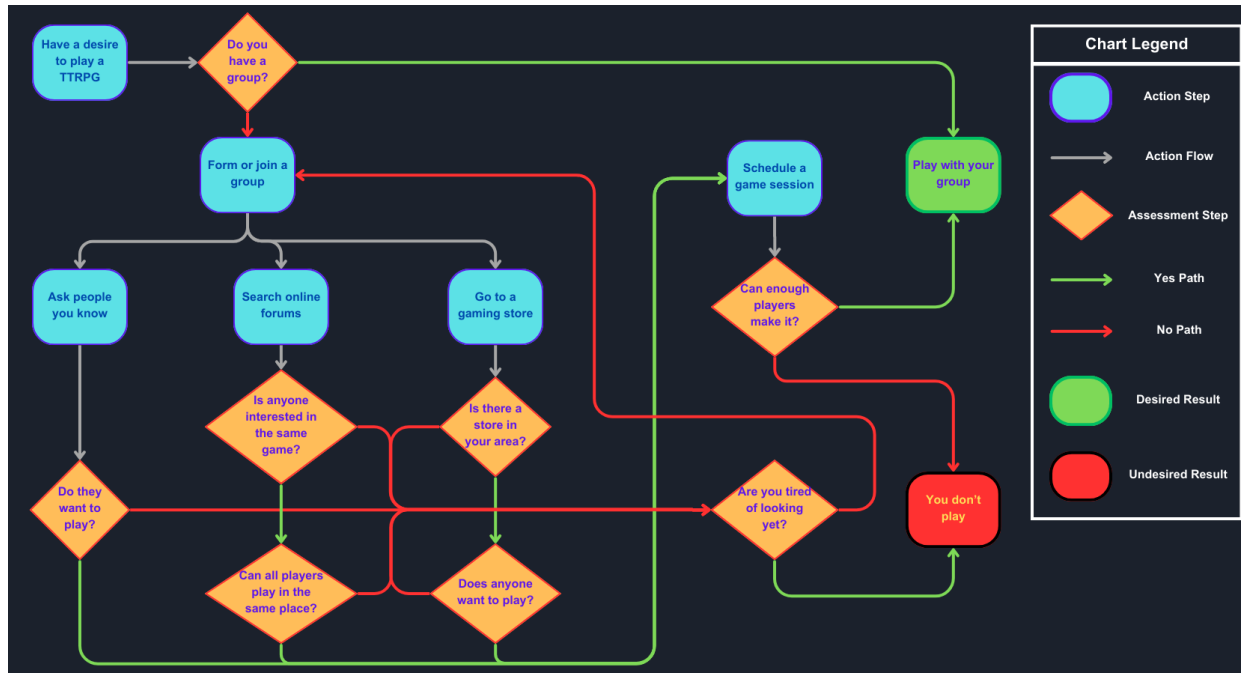 Have a desire
to play a
TTRPG
Do you
have a
group?
Form or join a
group
Ask people
you know
Search online
forums
Go to a
gaming store
Is anyone
interested in
the same
game?
Is there a
store in
your area?
Do they
want to
play?
Can all players
play in the
same place?
Does anyone
want to play?
Schedule a
game session
Can enough
players
make it?
Are you tired
of looking
yet?
Play with your
group
You don't
play
Chart Legend
Action Step
Action Flow
Assessment Step
Yes Path
No Path
Desired Result
Undesired Result